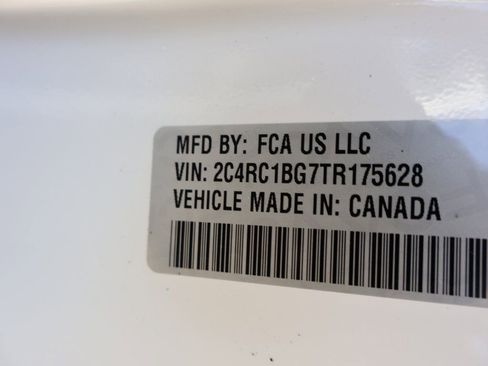 MFD BY: FCA US LLC
VIN: 2C4RC1BG7TR175628
VEHICLE MADE IN: CANADA